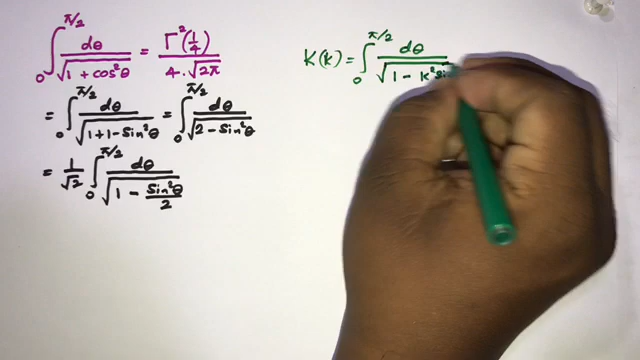 ∫₀^{π/2} dθ/√(1 + cos²θ) = Γ²(1/4)/(4·√(2π))
= ∫₀^{π/2} dθ/√(1+1−Sin²θ) = ∫₀^{π/2} dθ/√(2−Sin²θ)
= 1/√2 ∫₀^{π/2} dθ/√(1 − Sin²θ/2)
K(k) = ∫₀^{π/2} dθ/√(1 − k²Si